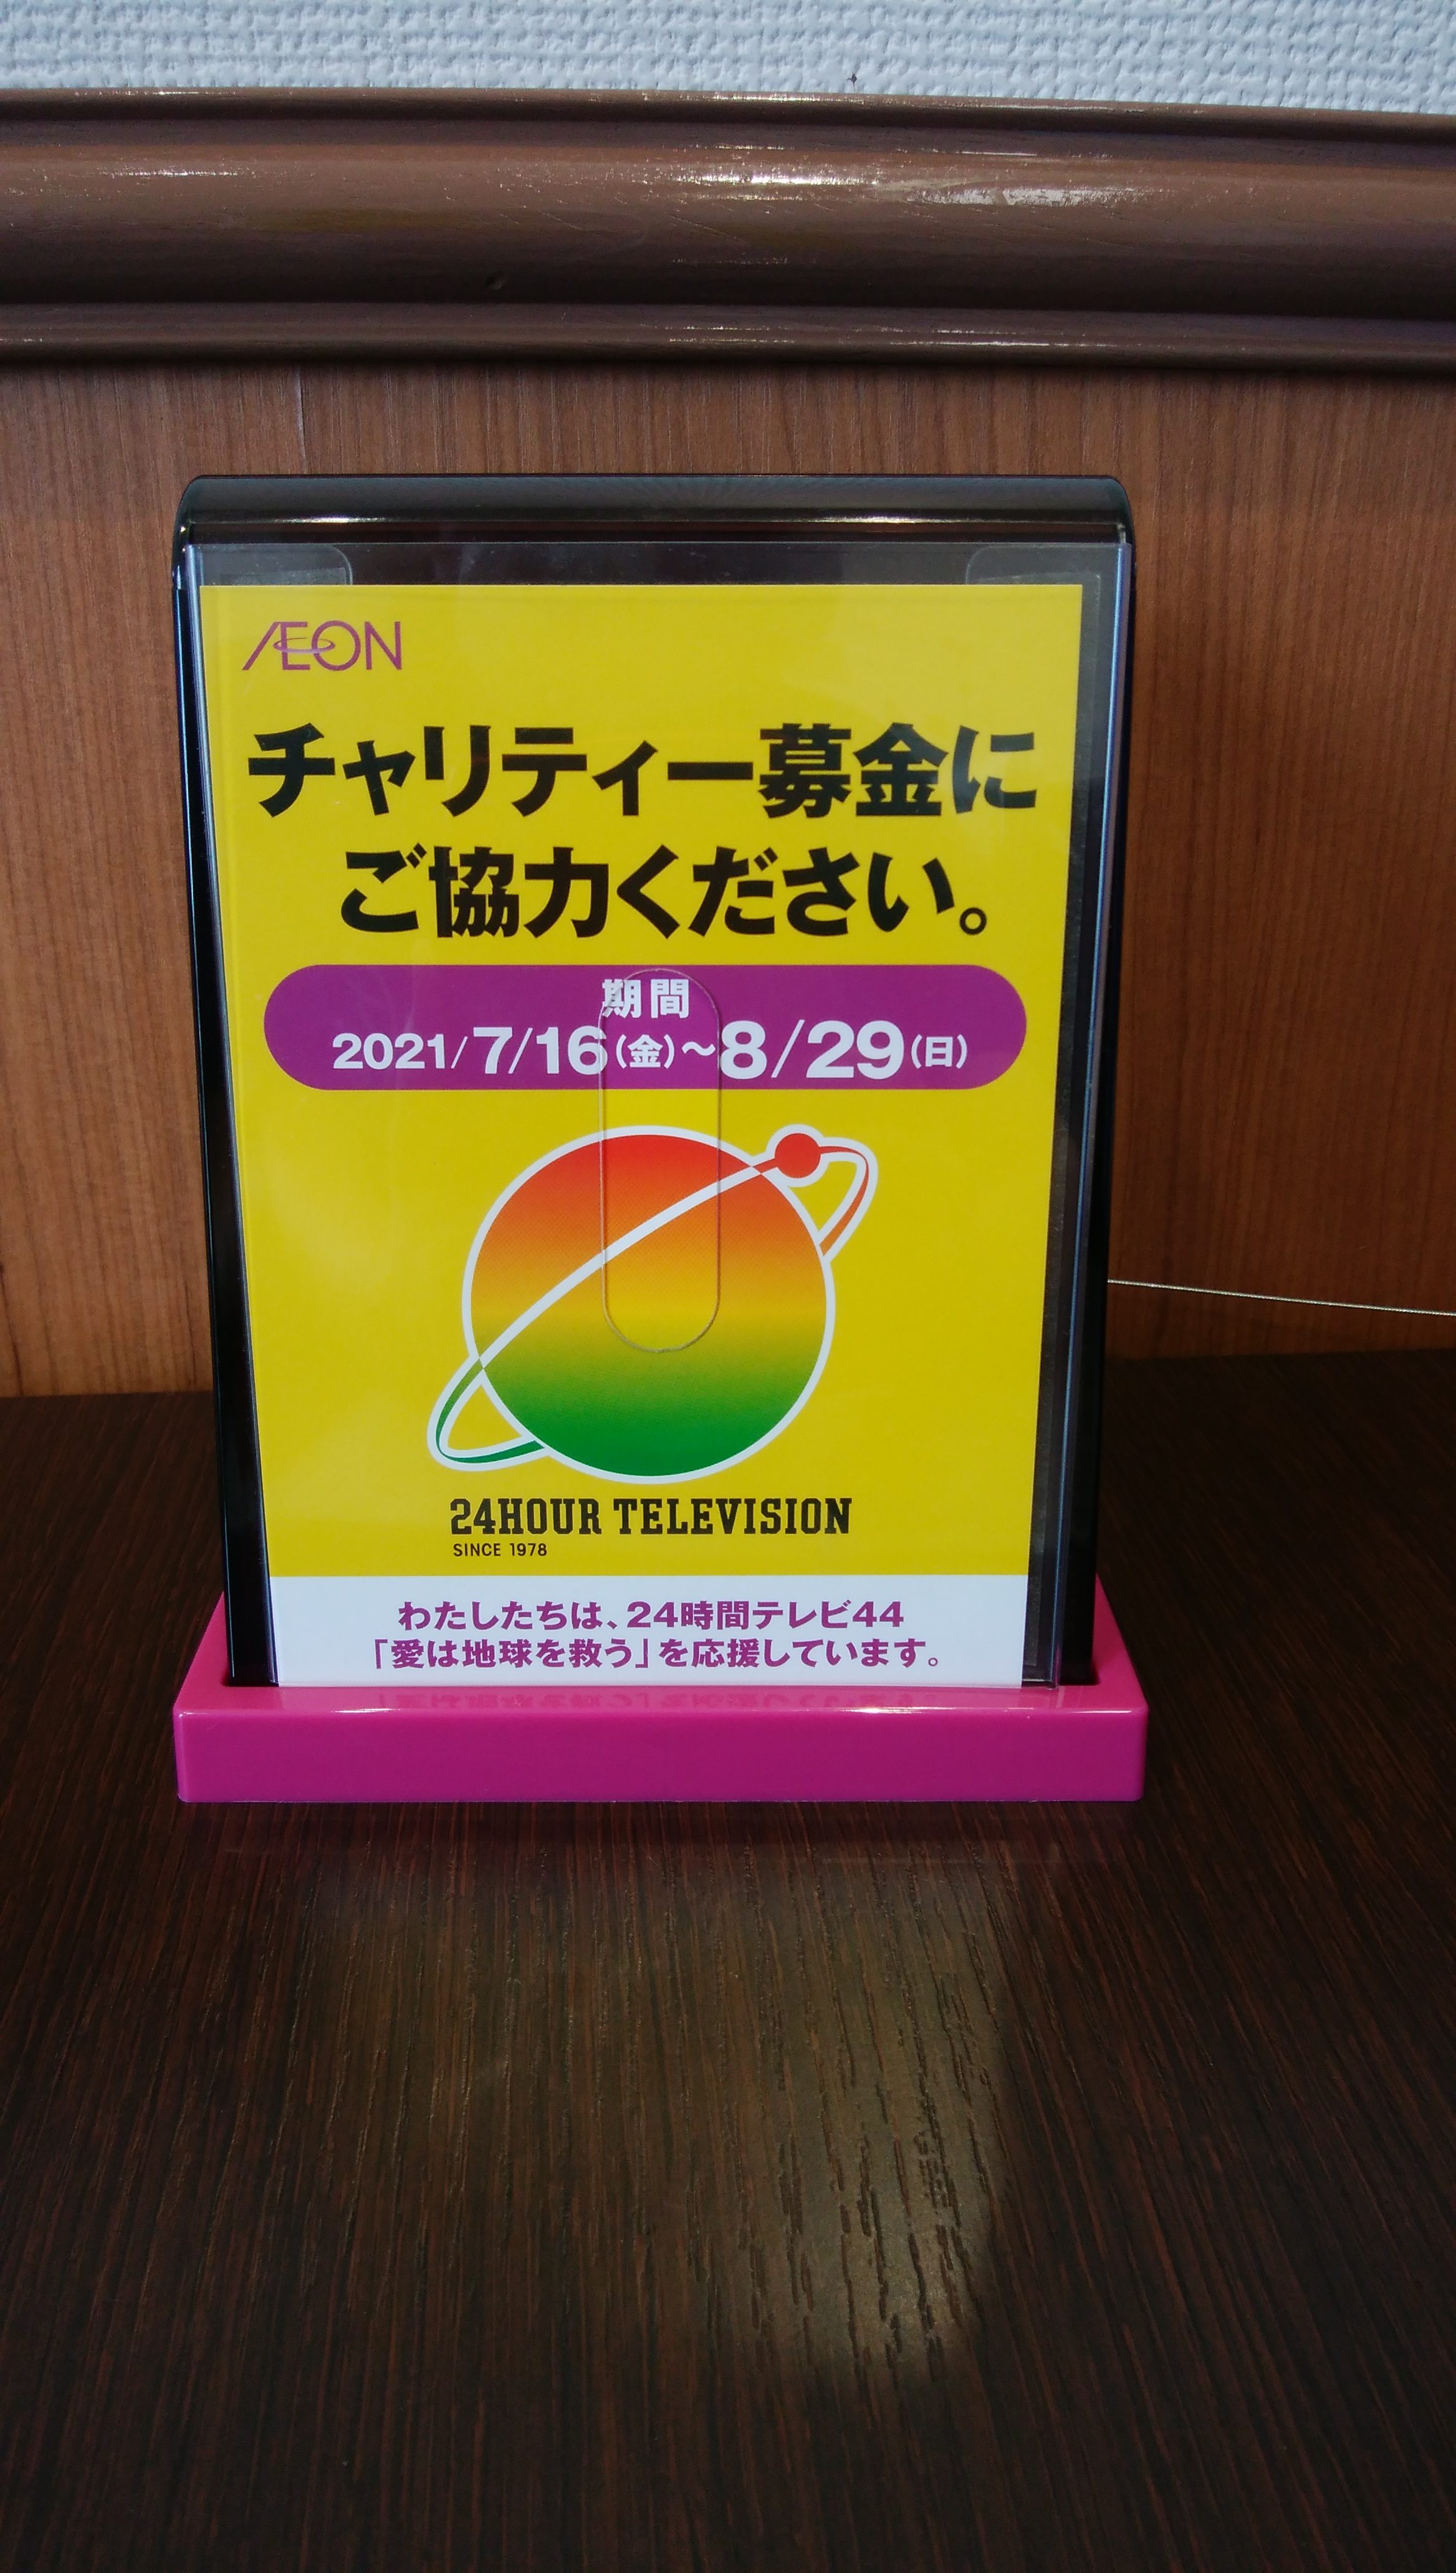 ÆON
チャリティー募金に
ご協力ください。
期間
2021/7/16(金)～8/29(日)
24HOUR TELEVISION
SINCE 1978
わたしたちは、24時間テレビ44
「愛は地球を救う」を応援しています。